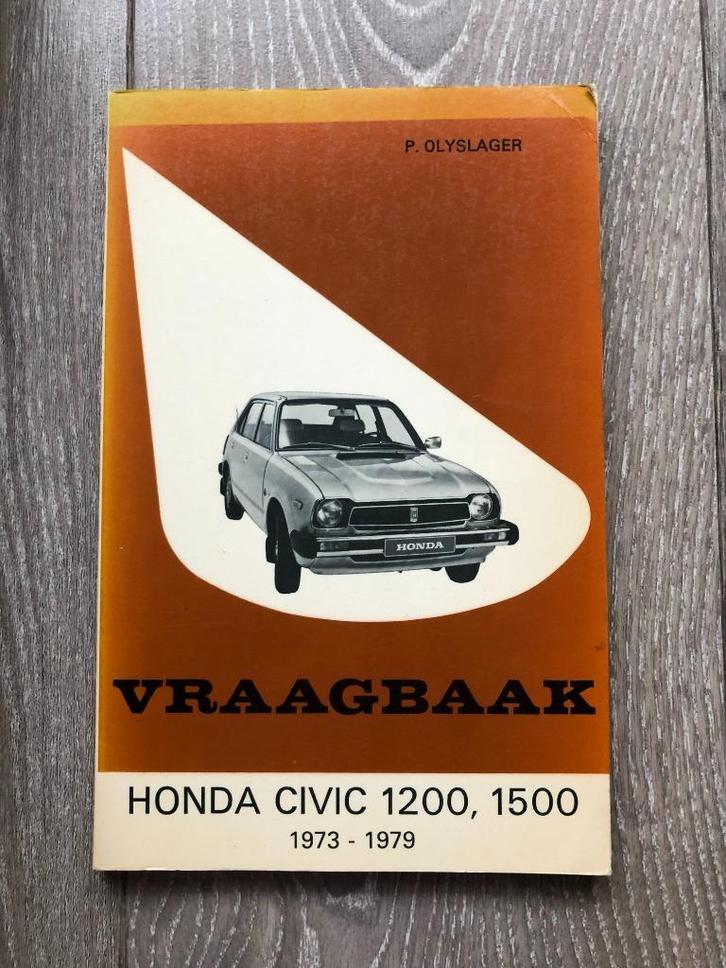 P. OLYSLAGER
HONDA
VRAAGBAAK
HONDA CIVIC 1200, 1500
1973 - 1979